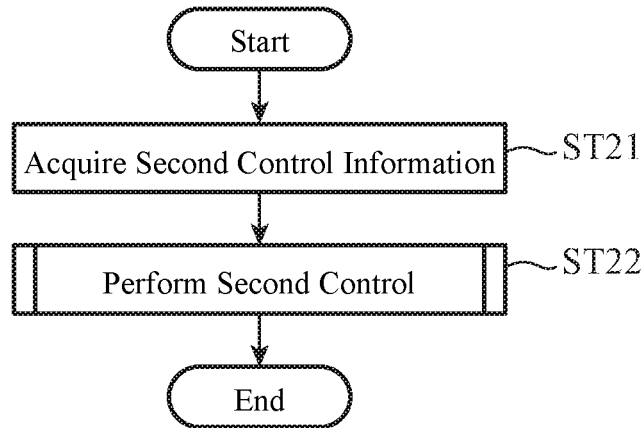 Start
Acquire Second Control Information
ST21
Perform Second Control
ST22
End